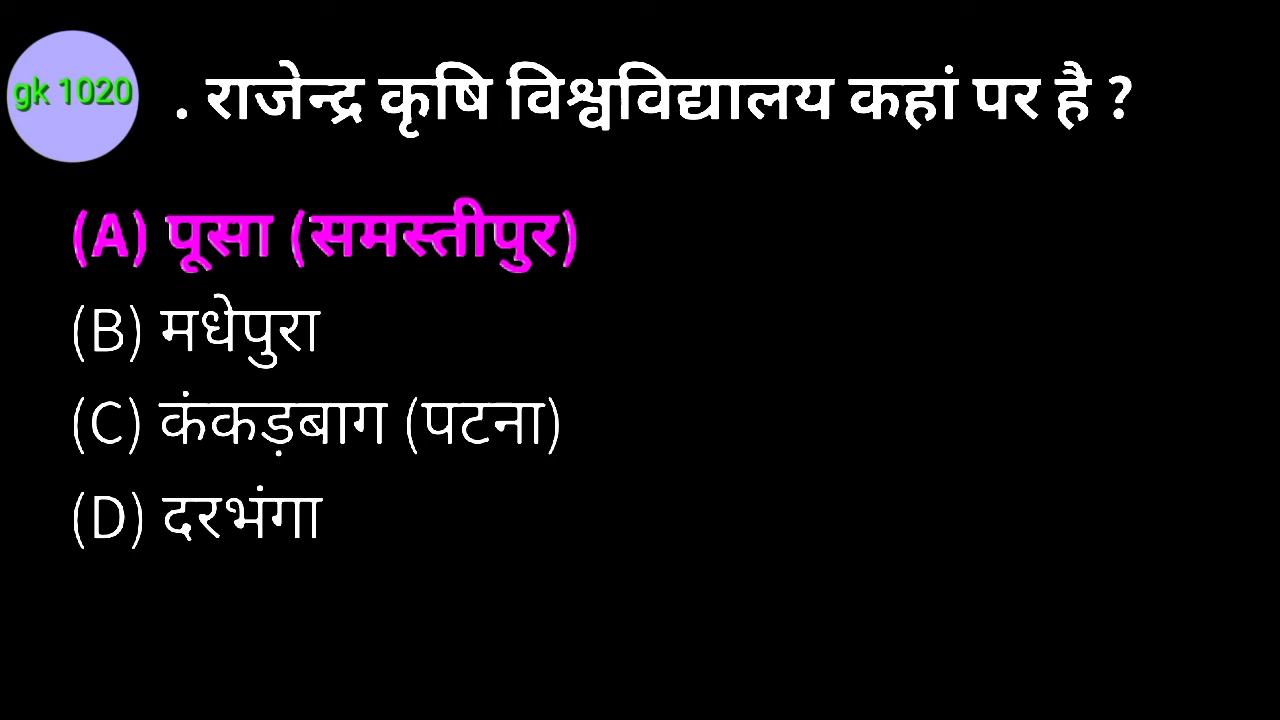 gk 1020
. राजेन्द्र कृषि विश्वविद्यालय कहां पर है ?
(A) पूसा (समस्तीपुर)
(B) मधेपुरा
(C) कंकड़बाग (पटना)
(D) दरभंगा